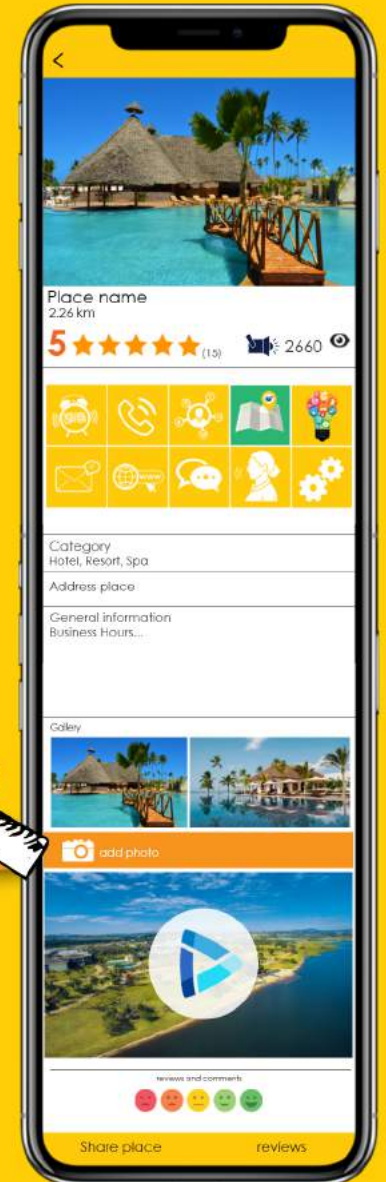 Place name
2.26 km
5 (15) 2660
Category
Hotel, Resort, Spa
Address place
General information
Business Hours...
Gallery
add photo
reviews and comments
Share place reviews